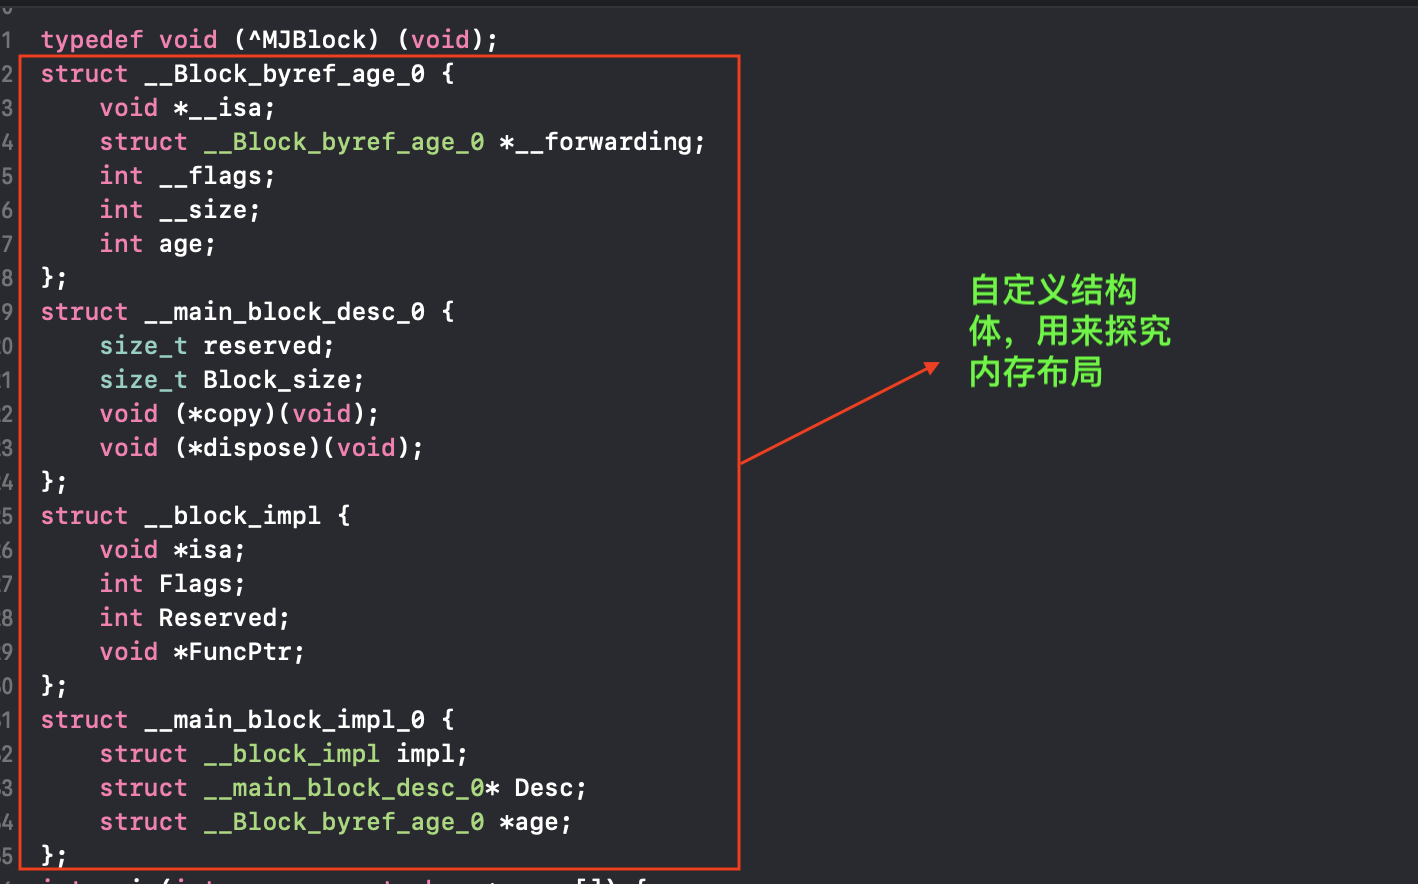 1 typedef void (^MJBlock) (void);
2 struct __Block_byref_age_0 {
3     void *__isa;
4     struct __Block_byref_age_0 *__forwarding;
5     int __flags;
6     int __size;
7     int age;
8 };
9 struct __main_block_desc_0 {
0     size_t reserved;
1     size_t Block_size;
2     void (*copy)(void);
3     void (*dispose)(void);
4 };
5 struct __block_impl {
6     void *isa;
7     int Flags;
8     int Reserved;
9     void *FuncPtr;
0 };
1 struct __main_block_impl_0 {
2     struct __block_impl impl;
3     struct __main_block_desc_0* Desc;
4     struct __Block_byref_age_0 *age;
5 };
自定义结构
体，用来探究
内存布局